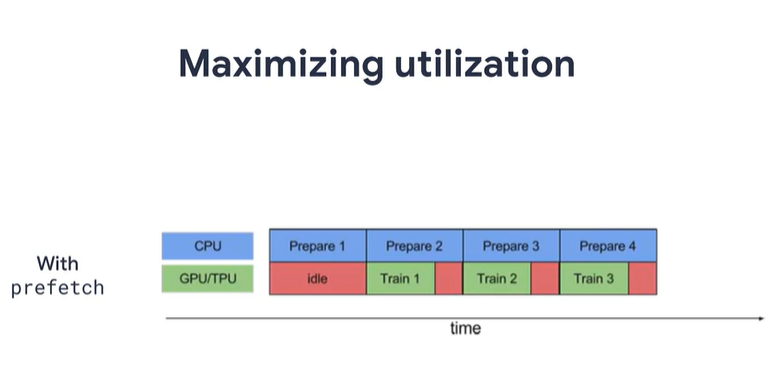 Maximizing utilization
With
prefetch
CPU Prepare 1 Prepare 2 Prepare 3 Prepare 4
GPU/TPU idle Train 1 Train 2 Train 3
time